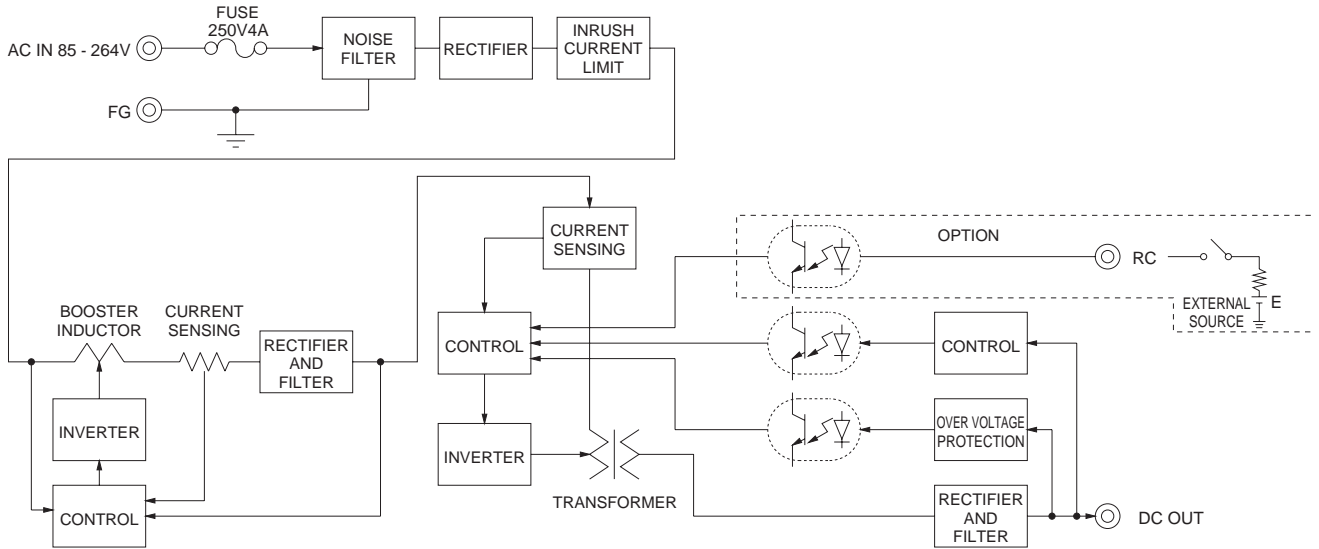 FUSE
250V4A
AC IN 85 - 264V
NOISE
FILTER
RECTIFIER
INRUSH
CURRENT
LIMIT
FG
CURRENT
SENSING
OPTION
RC
E
EXTERNAL
SOURCE
BOOSTER
INDUCTOR
CURRENT
SENSING
RECTIFIER
AND
FILTER
CONTROL
CONTROL
INVERTER
OVER VOLTAGE
PROTECTION
INVERTER
TRANSFORMER
CONTROL
RECTIFIER
AND
FILTER
DC OUT